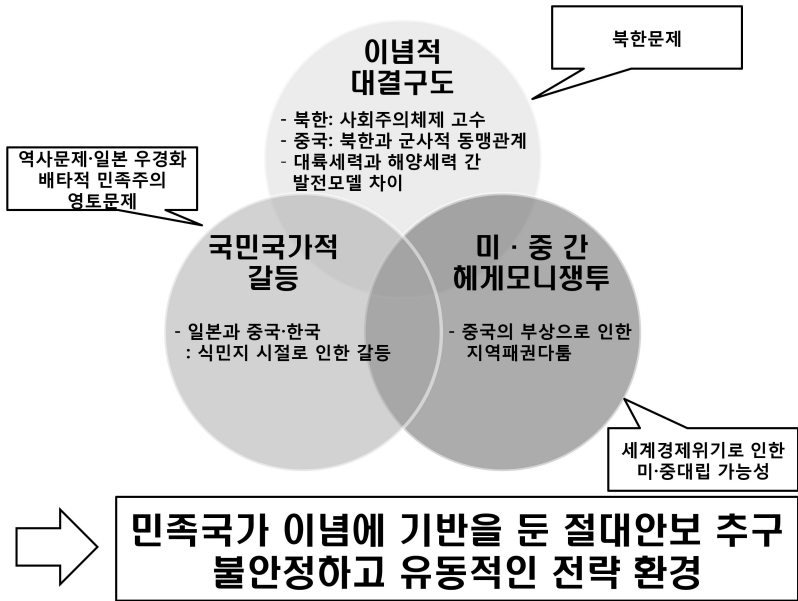 북한문제
이념적
대결구도
- 북한: 사회주의체제 고수
- 중국: 북한과 군사적 동맹관계
- 대륙세력과 해양세력 간
발전모델 차이
역사문제·일본 우경화
배타적 민족주의
영토문제
국민국가적
갈등
- 일본과 중국·한국
: 식민지 시절로 인한 갈등
미 · 중 간
헤게모니쟁투
- 중국의 부상으로 인한
지역패권다툼
세계경제위기로 인한
미·중대립 가능성
민족국가 이념에 기반을 둔 절대안보 추구
불안정하고 유동적인 전략 환경